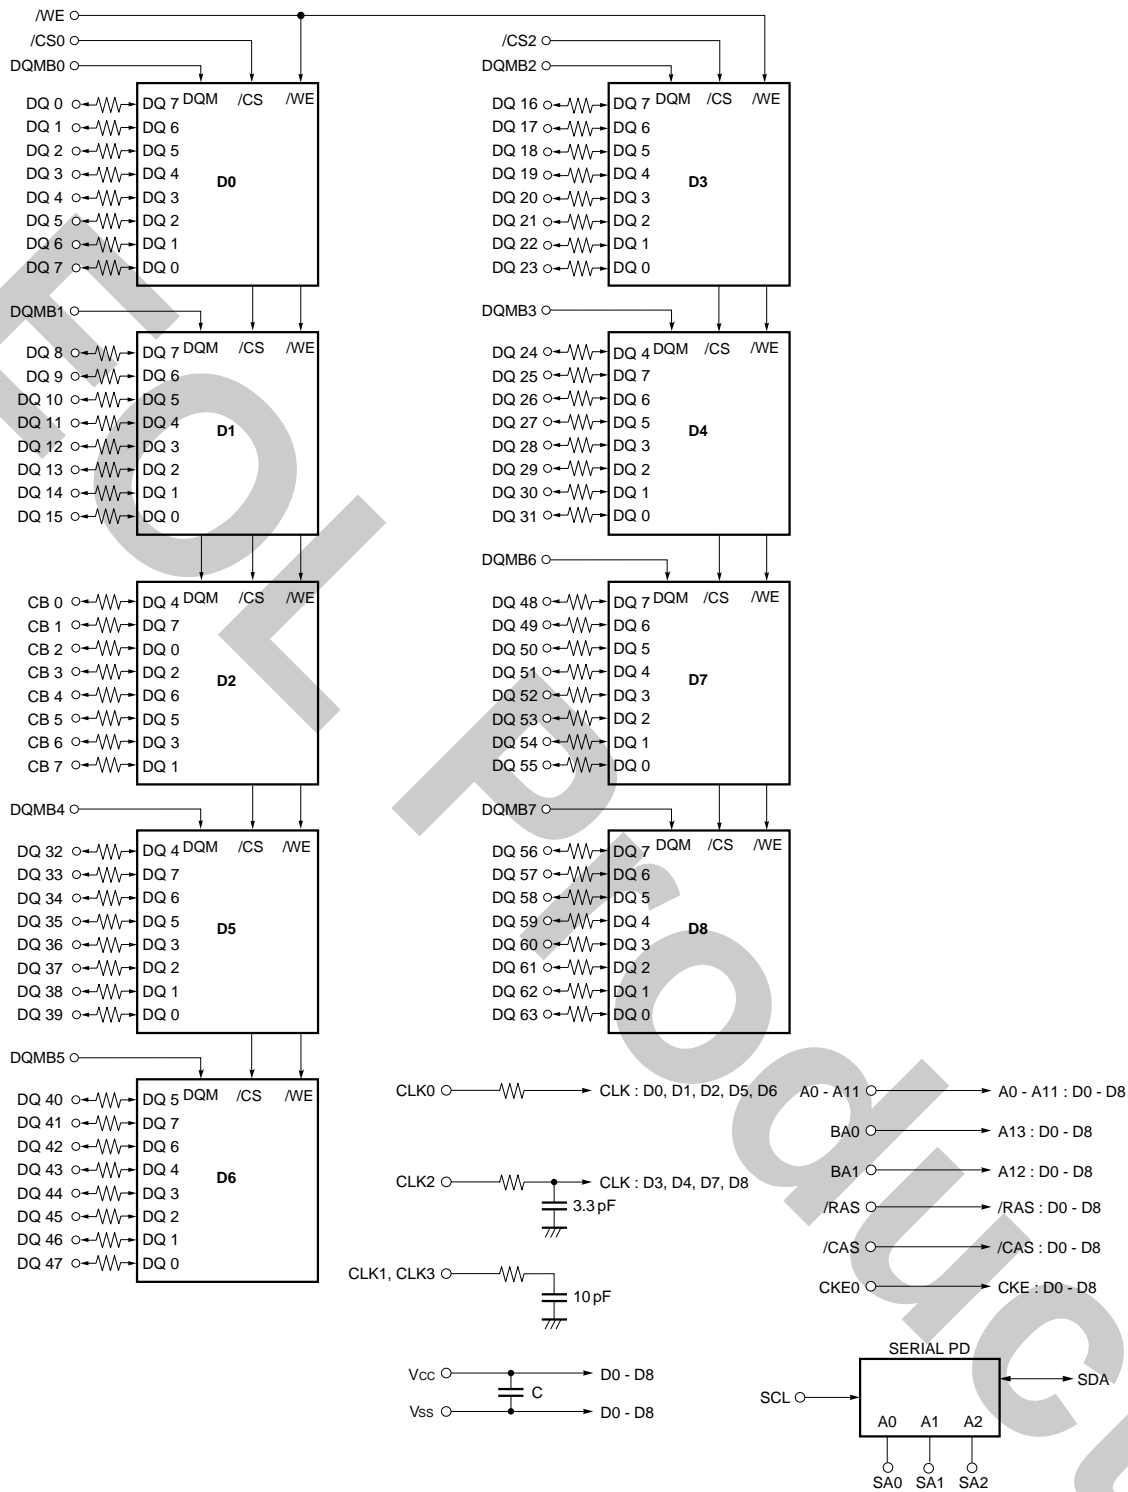 /WE
/CS0
DQMB0
DQM /CS /WE
DQ 0 DQ 7
DQ 1 DQ 6
DQ 2 DQ 5
DQ 3 DQ 4
D0
DQ 4 DQ 3
DQ 5 DQ 2
DQ 6 DQ 1
DQ 7 DQ 0
DQMB1
DQM /CS /WE
DQ 8 DQ 7
DQ 9 DQ 6
DQ 10 DQ 5
DQ 11 DQ 4
D1
DQ 12 DQ 3
DQ 13 DQ 2
DQ 14 DQ 1
DQ 15 DQ 0
DQM /CS /WE
CB 0 DQ 4
CB 1 DQ 7
CB 2 DQ 0
CB 3 DQ 2
D2
CB 4 DQ 6
CB 5 DQ 5
CB 6 DQ 3
CB 7 DQ 1
DQMB4
DQM /CS /WE
DQ 32 DQ 4
DQ 33 DQ 7
DQ 34 DQ 6
DQ 35 DQ 5
D5
DQ 36 DQ 3
DQ 37 DQ 2
DQ 38 DQ 1
DQ 39 DQ 0
DQMB5
DQM /CS /WE
DQ 40 DQ 5
DQ 41 DQ 7
DQ 42 DQ 6
DQ 43 DQ 4
D6
DQ 44 DQ 3
DQ 45 DQ 2
DQ 46 DQ 1
DQ 47 DQ 0
/CS2
DQMB2
DQM /CS /WE
DQ 16 DQ 7
DQ 17 DQ 6
DQ 18 DQ 5
DQ 19 DQ 4
D3
DQ 20 DQ 3
DQ 21 DQ 2
DQ 22 DQ 1
DQ 23 DQ 0
DQMB3
DQM /CS /WE
DQ 24 DQ 4
DQ 25 DQ 7
DQ 26 DQ 6
DQ 27 DQ 5
D4
DQ 28 DQ 3
DQ 29 DQ 2
DQ 30 DQ 1
DQ 31 DQ 0
DQMB6
DQM /CS /WE
DQ 48 DQ 7
DQ 49 DQ 6
DQ 50 DQ 5
DQ 51 DQ 4
D7
DQ 52 DQ 3
DQ 53 DQ 2
DQ 54 DQ 1
DQ 55 DQ 0
DQMB7
DQM /CS /WE
DQ 56 DQ 7
DQ 57 DQ 6
DQ 58 DQ 5
DQ 59 DQ 4
D8
DQ 60 DQ 3
DQ 61 DQ 2
DQ 62 DQ 1
DQ 63 DQ 0
CLK0 CLK : D0, D1, D2, D5, D6
CLK2 CLK : D3, D4, D7, D8
3.3 pF
CLK1, CLK3
10 pF
Vcc D0 - D8
C
Vss D0 - D8
A0 - A11 A0 - A11 : D0 - D8
BA0 A13 : D0 - D8
BA1 A12 : D0 - D8
/RAS /RAS : D0 - D8
/CAS /CAS : D0 - D8
CKE0 CKE : D0 - D8
SERIAL PD
SCL SDA
A0 A1 A2
SA0 SA1 SA2
EOL Product